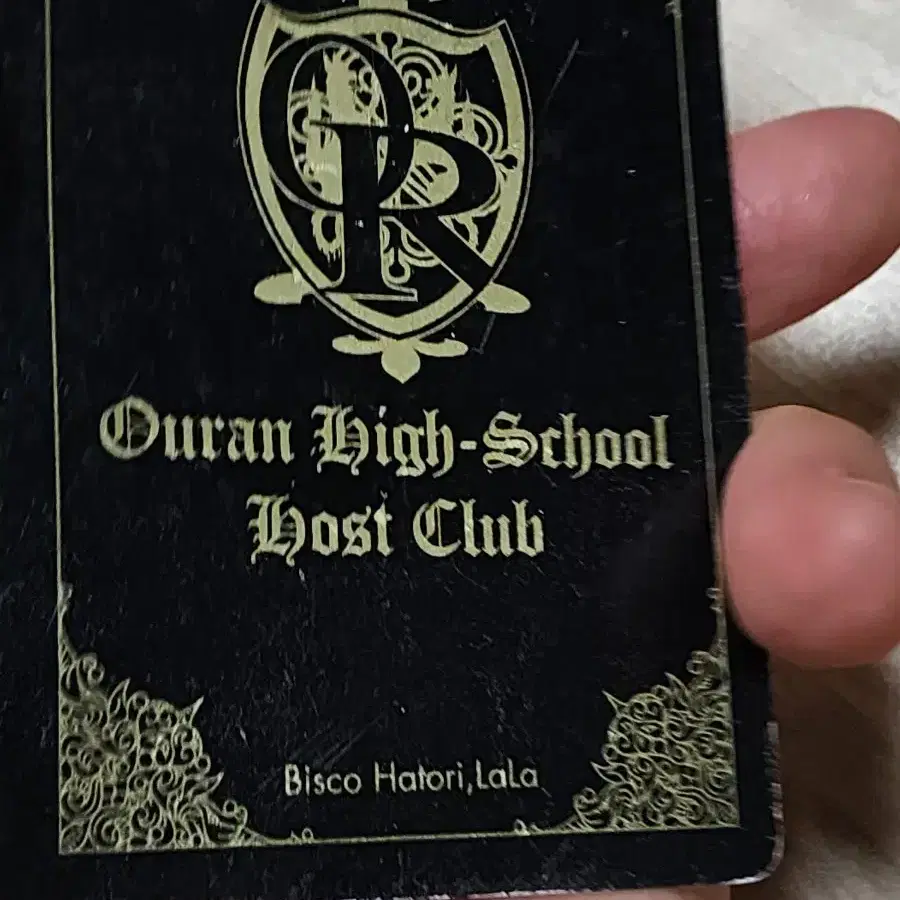 OR
Ouran High-School
Host Club
Bisco Hatori,LaLa